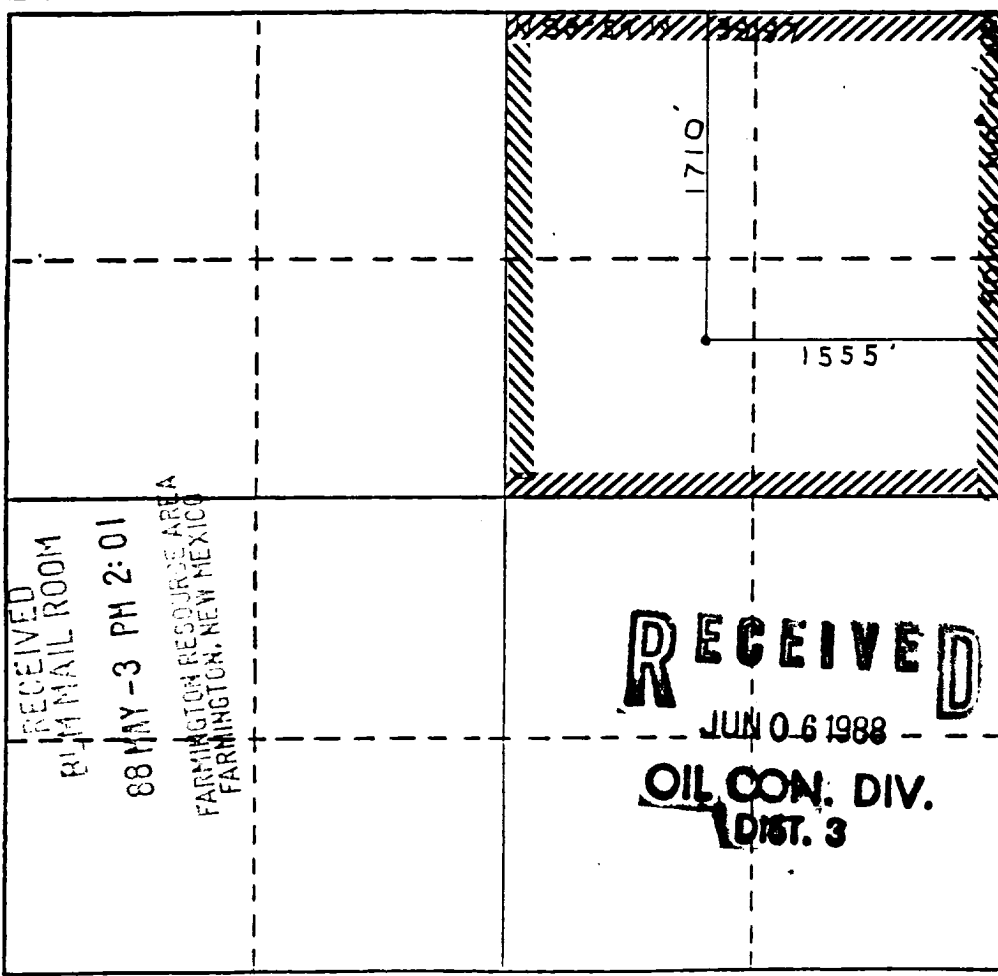 1710'
1555'
RECEIVED
BLM MAIL ROOM
88 MAY -3 PM 2:01
FARMINGTON RESOURCE AREA
FARMINGTON, NEW MEXICO
RECEIVED
JUN 06 1988
OIL CON. DIV.
DIST. 3